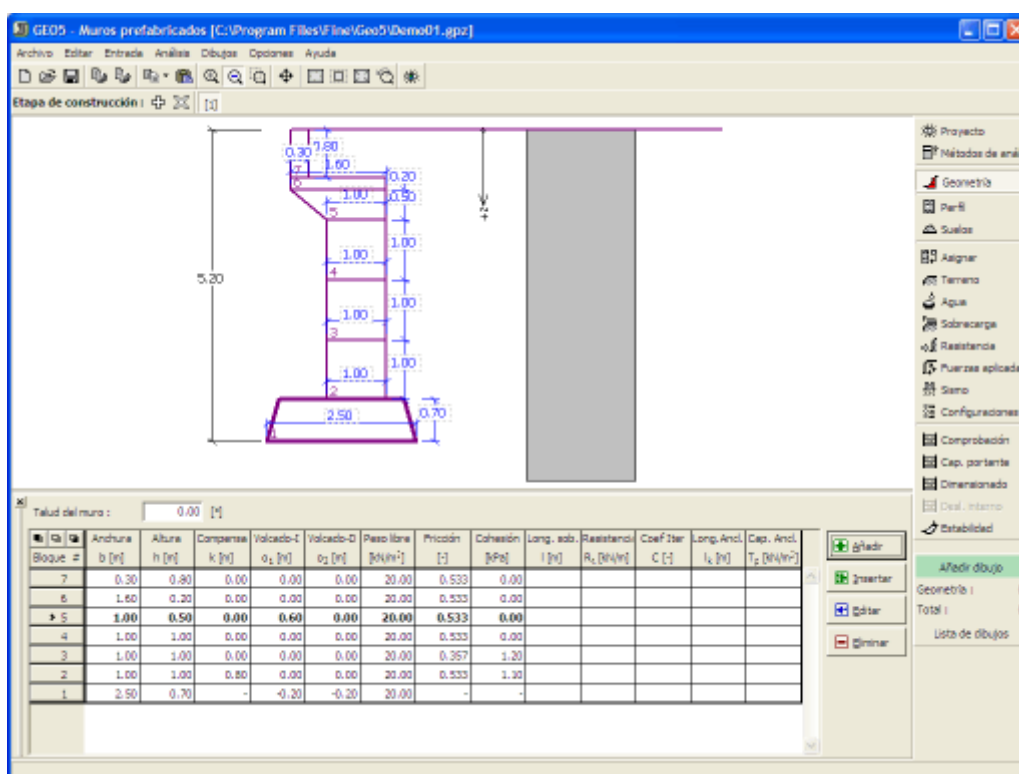 GEO5 - Muros prefabricados [C:\Program Files\Fine\Geo5\Demo01.gpz]
Archivo Editar Entrada Análisis Dibujos Opciones Ayuda
Etapa de construcción : [1]
0.30 0.80
1.60
7
0.20
6
1.00 0.50
5
1.00
5.20
1.00
4
1.00
1.00
3
1.00
1.00
2
2.50 0.70
1
+z
Proyecto
Métodos de aná
Geometría
Perfil
Suelos
Asignar
Terreno
Agua
Sobrecarga
Resistencia
Fuerzas aplicada
Sismo
Configuraciones
Comprobación
Cap. portante
Dimensionado
Desl. interno
Estabilidad
Añadir dibujo
Geometría :
Total :
Lista de dibujos
Talud del muro : 0.00 [°]
Anchura Altura Compensa Volcado-I Volcado-D Peso libre Fricción Cohesión Long. sob. Resistenci Coef Iter Long. Ancl. Cap. Ancl.
Bloque # b [m] h [m] k [m] o1 [m] o2 [m] [kN/m³] [-] [kPa] l [m] [kN/m] C [-] [m] [kN/m²]
7 0.30 0.80 0.00 0.00 0.00 20.00 0.533 0.00
6 1.60 0.20 0.00 0.00 0.00 20.00 0.533 0.00
5 1.00 0.50 0.00 0.60 0.00 20.00 0.533 0.00
4 1.00 1.00 0.00 0.00 0.00 20.00 0.533 0.00
3 1.00 1.00 0.00 0.00 0.00 20.00 0.357 1.20
2 1.00 1.00 0.80 0.00 0.00 20.00 0.533 1.10
1 2.50 0.70 - -0.20 -0.20 20.00 - -
Añadir
Insertar
Editar
Eliminar